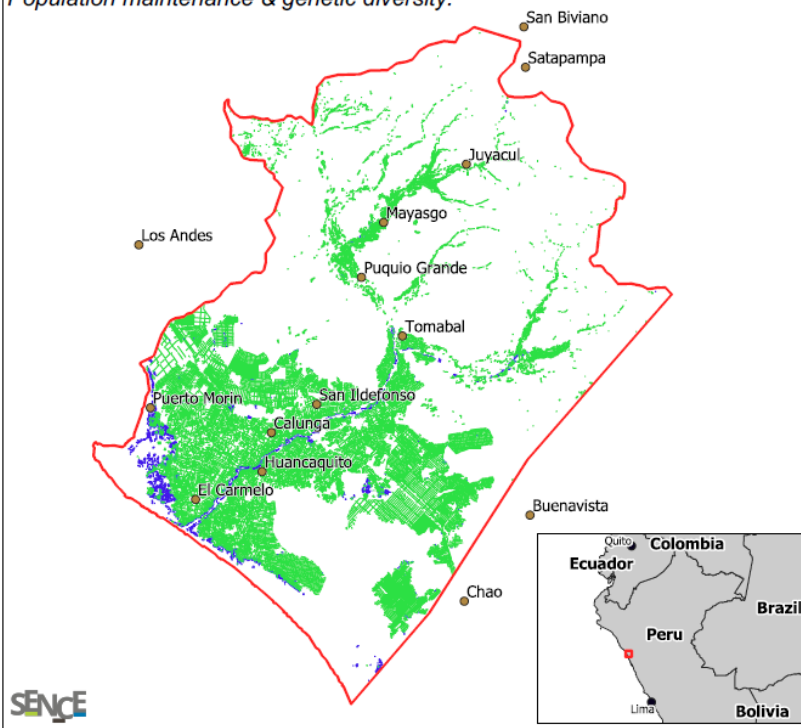 Population maintenance & genetic diversity.
San Biviano
Satapampa
Juyacul
Mayasgo
Los Andes
Puquio Grande
Tomabal
Puerto Morin
San Ildefonso
Calunga
Huancaquito
El Carmelo
Buenavista
Chao
Quito
Colombia
Ecuador
Brazil
Peru
Lima
Bolivia
SENCE